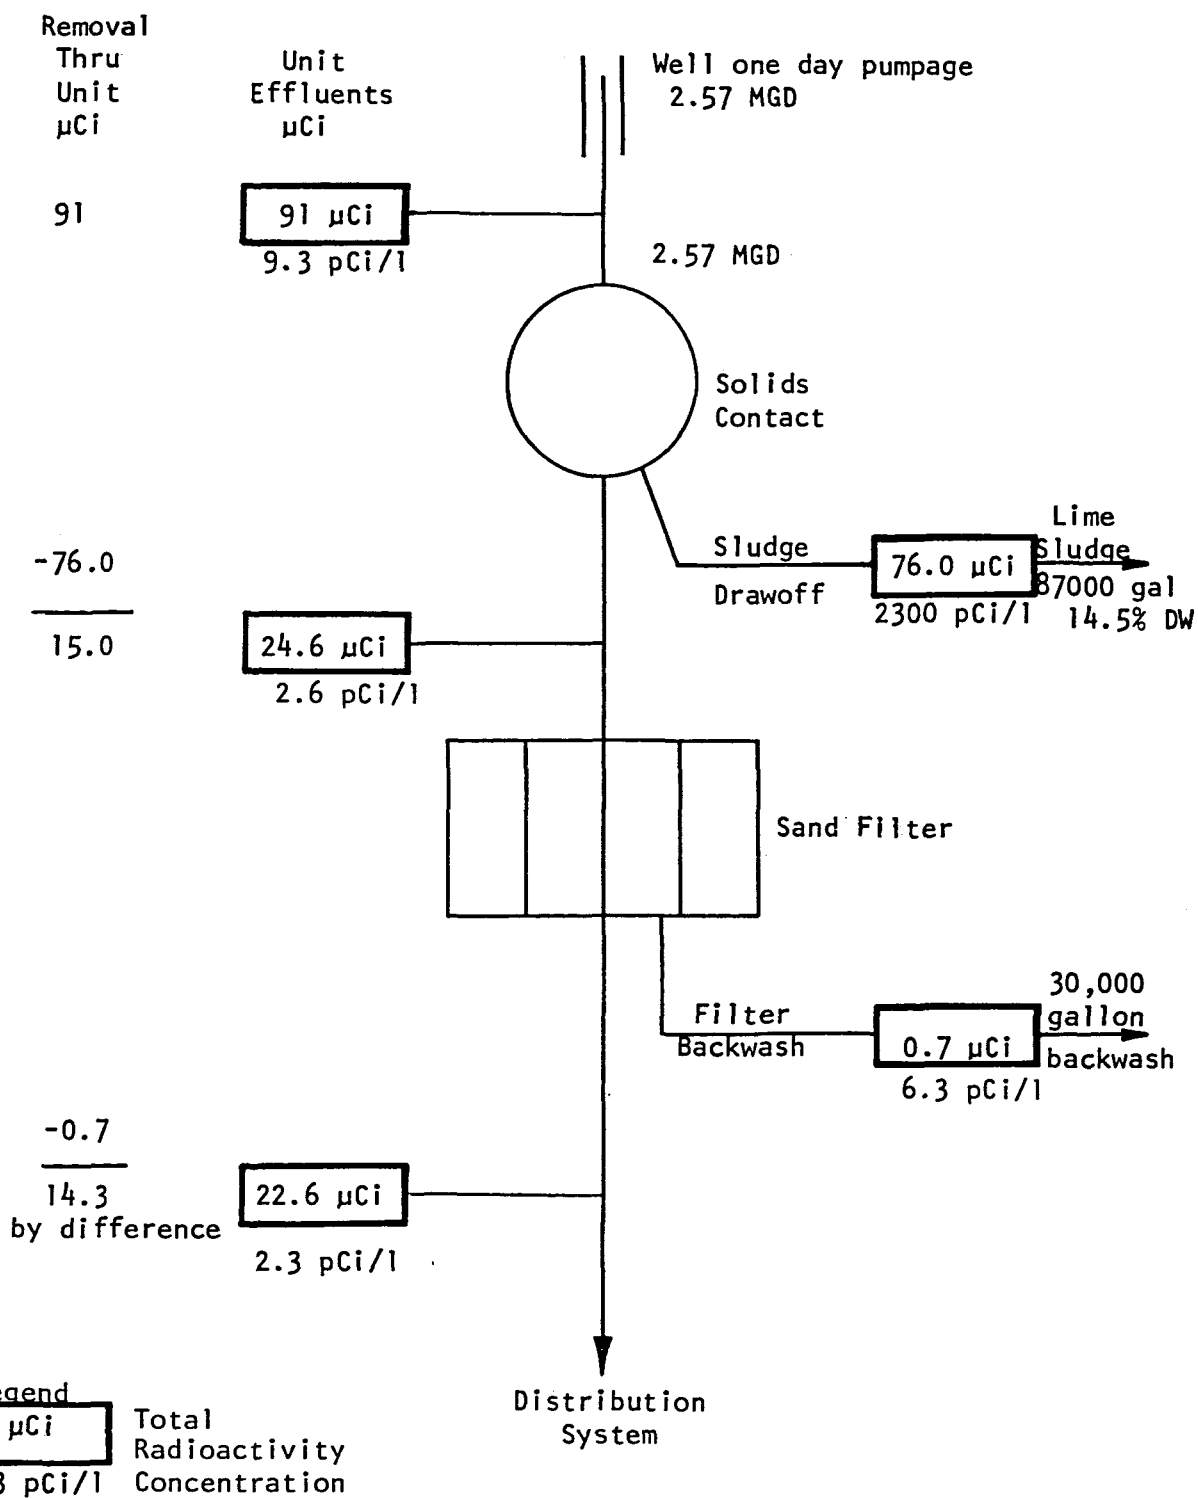 Removal
Thru
Unit
μCi
Unit
Effluents
μCi
Well one day pumpage
2.57 MGD
91
91 μCi
9.3 pCi/l
2.57 MGD
Solids
Contact
-76.0
15.0
Sludge
Drawoff
76.0 μCi
2300 pCi/l
Lime
Sludge
87000 gal
14.5% DW
24.6 μCi
2.6 pCi/l
Sand Filter
Filter
Backwash
0.7 μCi
6.3 pCi/l
30,000
gallon
backwash
-0.7
14.3
by difference
22.6 μCi
2.3 pCi/l
Distribution
System
μCi
pCi/l
Total
Radioactivity
Concentration